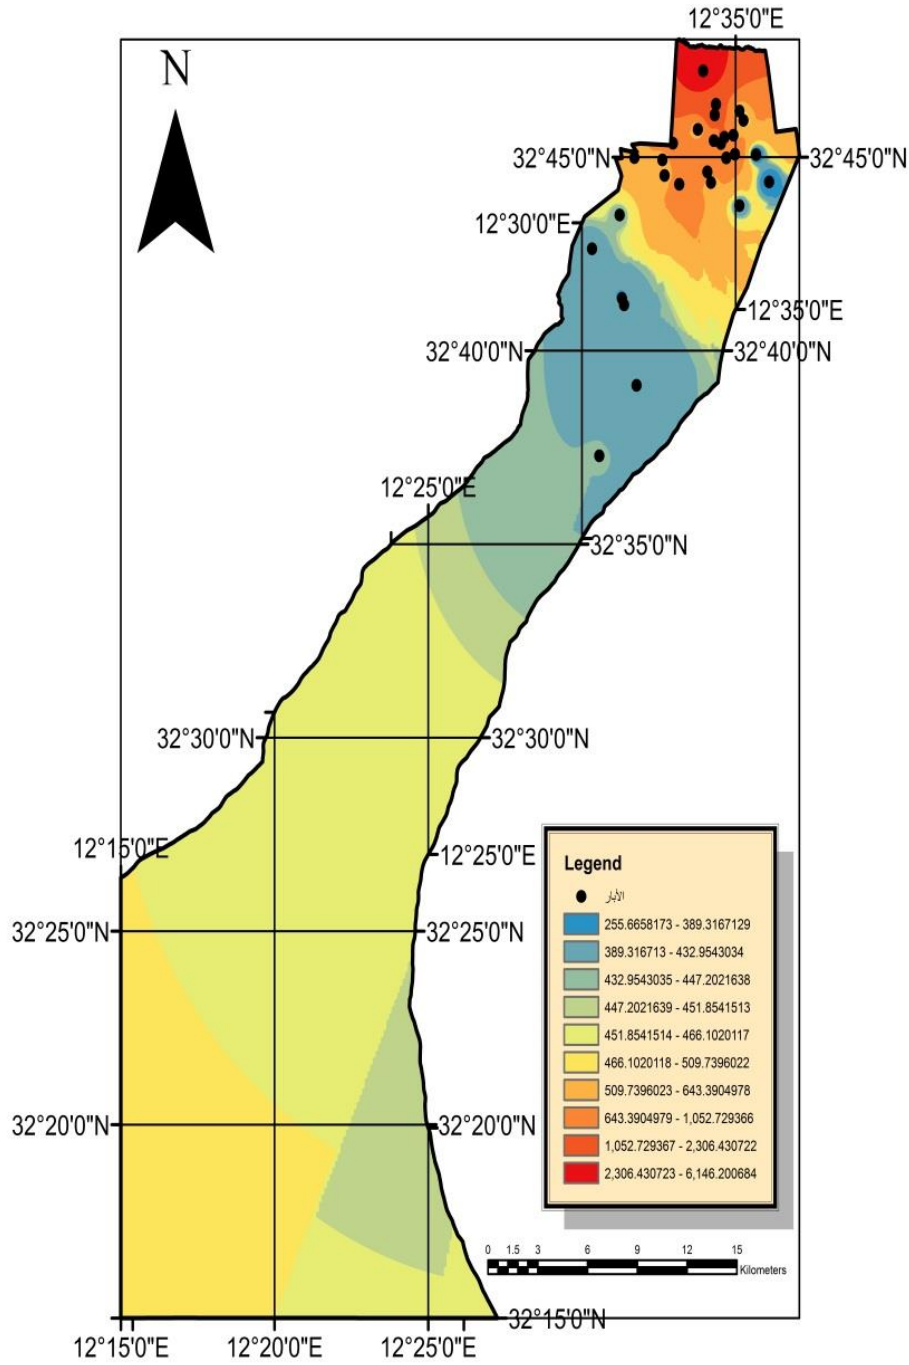 12°35'0"E
N
32°45'0"N
32°45'0"N
12°30'0"E
12°35'0"E
32°40'0"N
32°40'0"N
12°25'0"E
32°35'0"N
32°30'0"N
32°30'0"N
12°15'0"E
12°25'0"E
32°25'0"N
32°25'0"N
32°20'0"N
32°20'0"N
32°15'0"N
12°15'0"E
12°20'0"E
12°25'0"E
Legend
الأبار
255.6658173 - 389.3167129
389.316713 - 432.9543034
432.9543035 - 447.2021638
447.2021639 - 451.8541513
451.8541514 - 466.1020117
466.1020118 - 509.7396022
509.7396023 - 643.3904978
643.3904979 - 1,052.729366
1,052.729367 - 2,306.430722
2,306.430723 - 6,146.200684
0 1.5 3 6 9 12 15
Kilometers